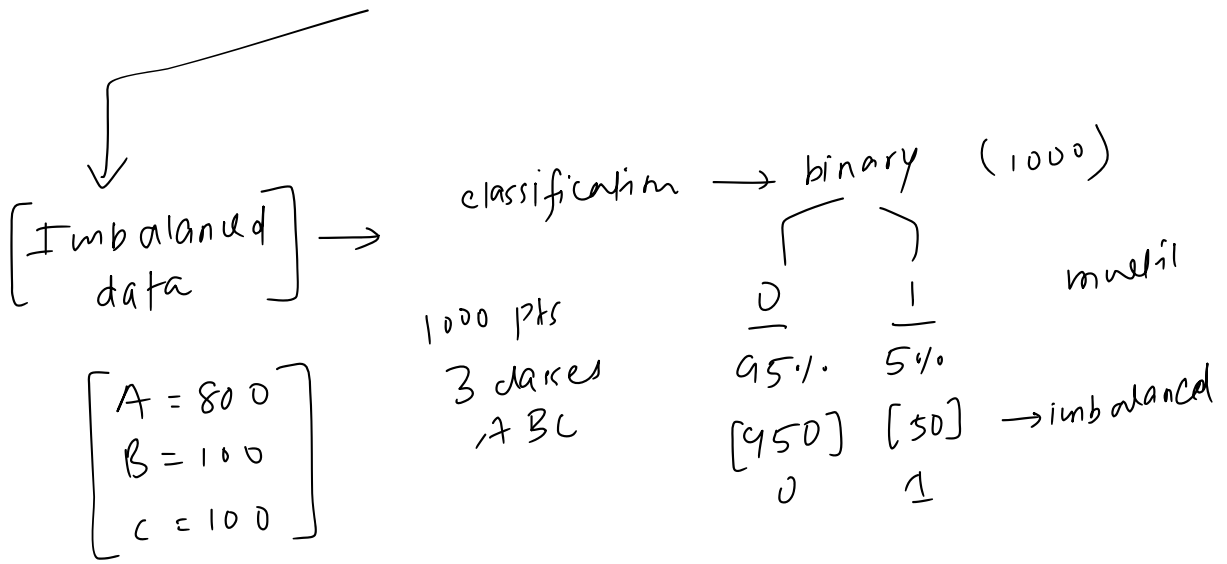 classification → binary (1000)
[Imbalanced data] →
0 1
95% 5%
[950] [50] → imbalanced
0 1
1000 pts
3 classes
ABC
A = 800
B = 100
C = 100